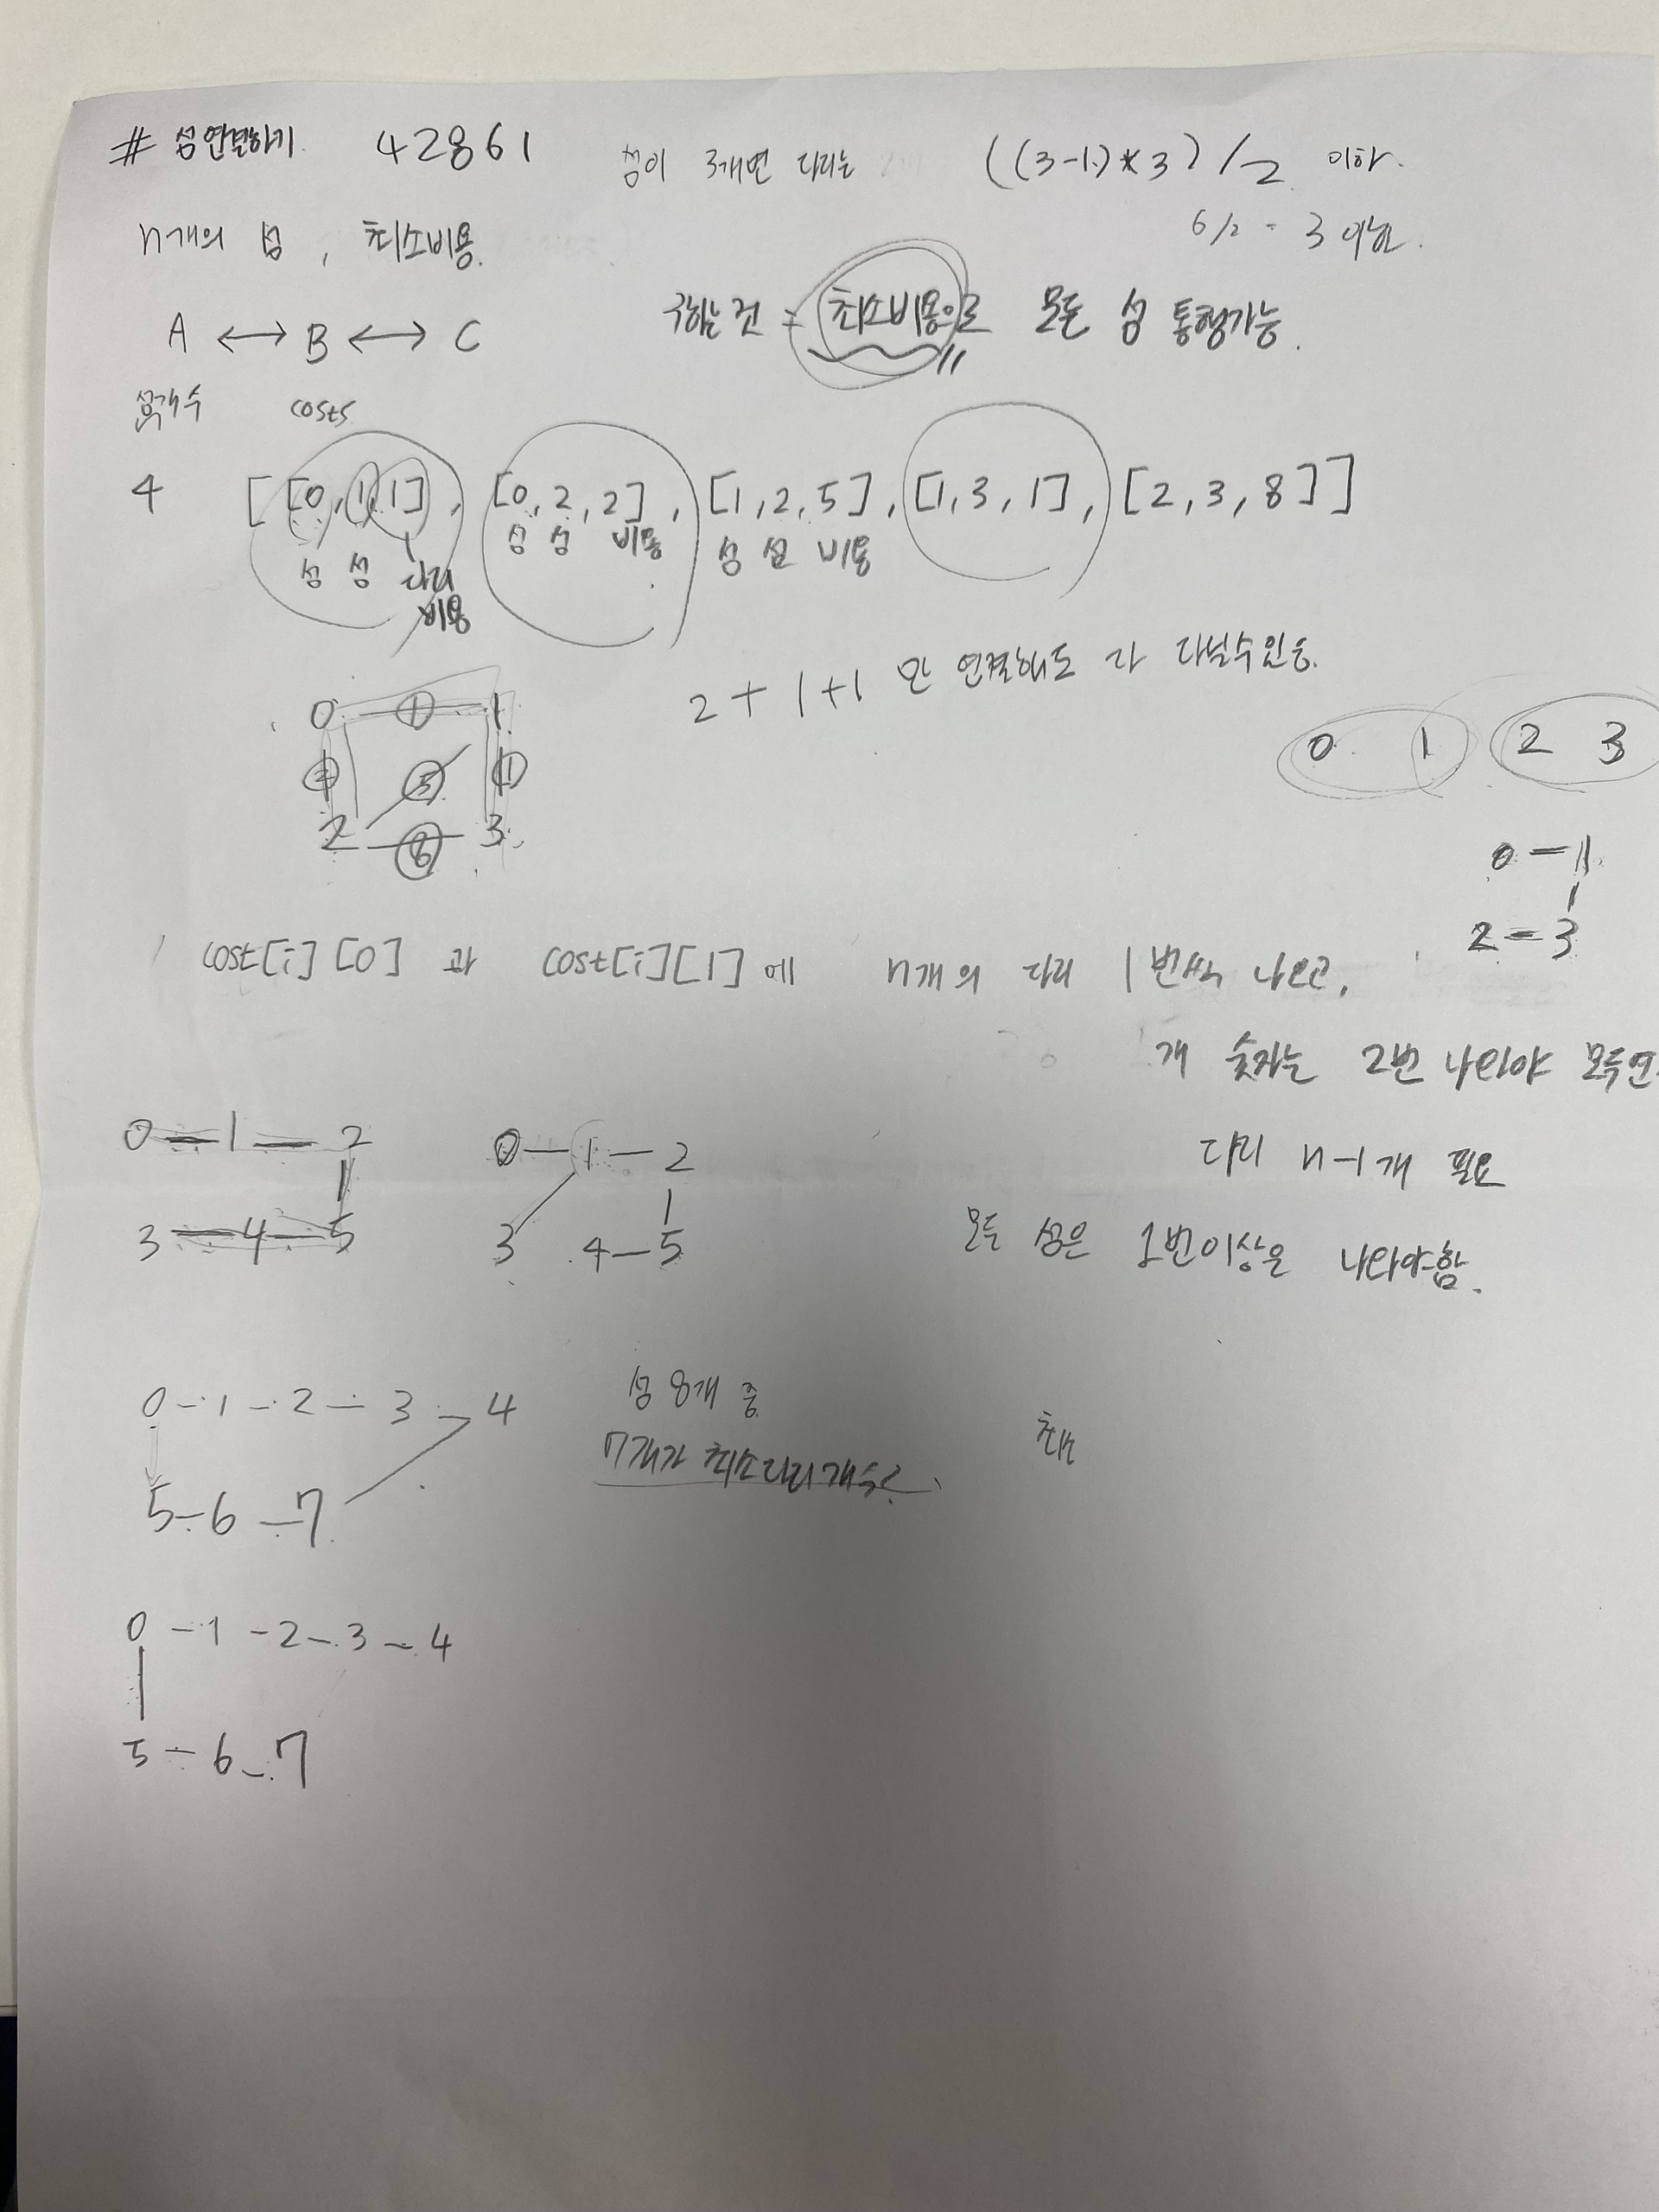 # 섬연결하기 42861
섬이 3개면 다리는 ((3-1)*3)/2 이하.
6/2 = 3 이하.
n개의 섬, 최소비용.
A ↔ B ↔ C
구하는 건 = 최소비용으로 모든 섬 통행가능.
섬개수 costs
4 [[0,1,1], [0,2,2], [1,2,5], [1,3,1], [2,3,8]]
섬 섬 다리 비용
섬 섬 비용
섬 섬 비용
2+1+1 만 연결해도 다 다닐수있음.
0 1 1
2 5 1
2 8 3
0 1 2 3
0 - 1
2 - 3
cost[i][0] 과 cost[i][1]에 n개의 다리 1번씩 나오고,
개 숫자는 2번 나와야 모두연
다리 n-1개 필요
모든 섬은 1번이상은 나와야함.
0-1-2
3-4-5
0-1-2
3 4-5
0-1-2-3-4
5-6-7
섬 8개 중
7개가 최소다리개수
최소
0-1-2-3-4
5-6-7